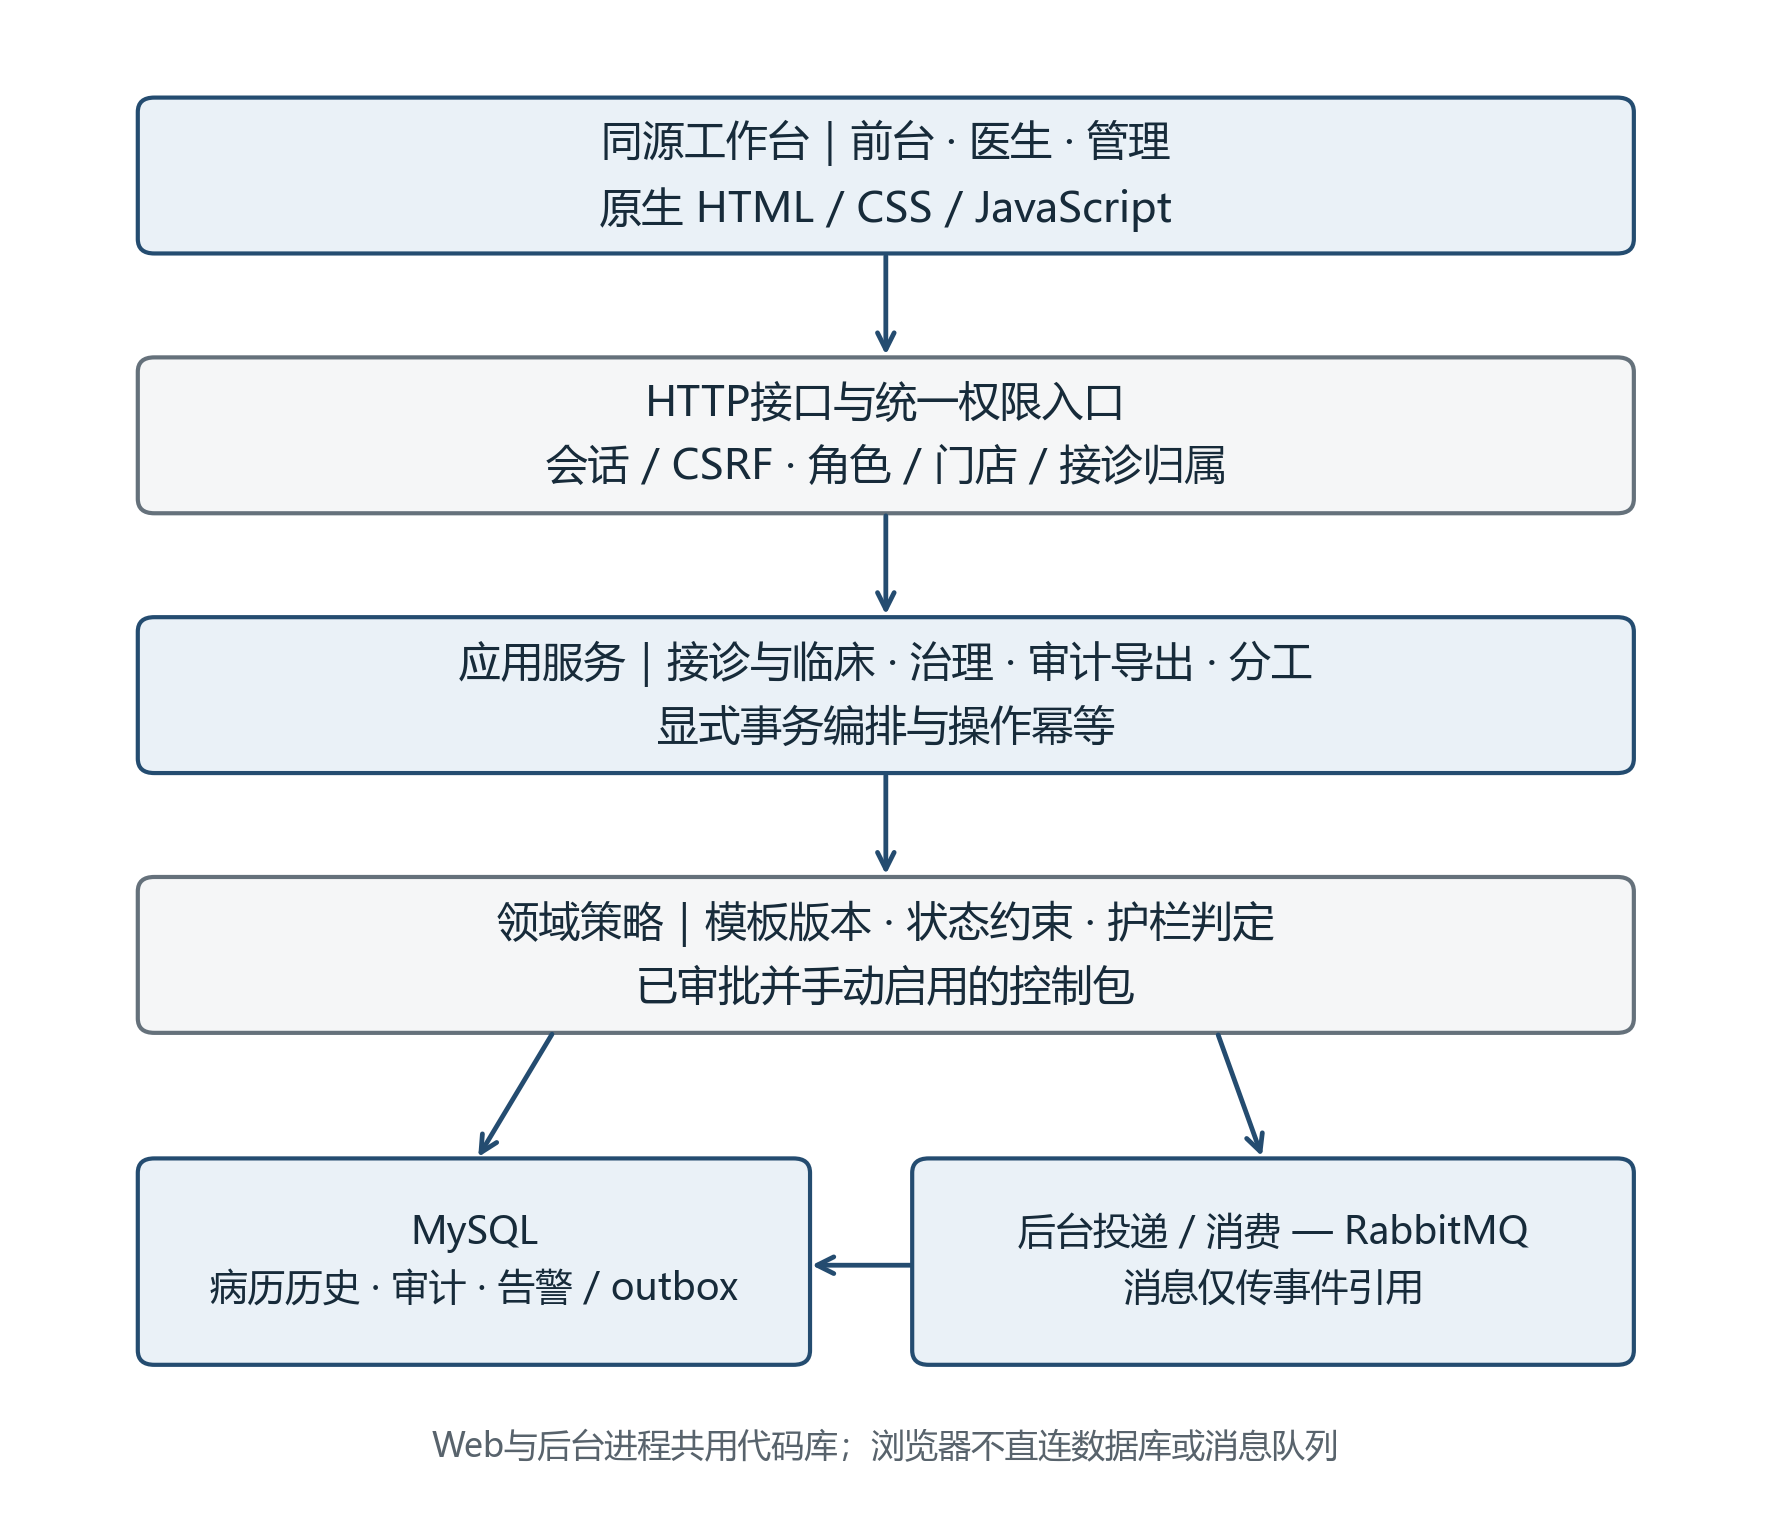 同源工作台 | 前台 · 医生 · 管理
原生 HTML / CSS / JavaScript
HTTP接口与统一权限入口
会话 / CSRF · 角色 / 门店 / 接诊归属
应用服务 | 接诊与临床 · 治理 · 审计导出 · 分工
显式事务编排与操作幂等
领域策略 | 模板版本 · 状态约束 · 护栏判定
已审批并手动启用的控制包
MySQL
病历历史 · 审计 · 告警 / outbox
后台投递 / 消费 — RabbitMQ
消息仅传事件引用
Web与后台进程共用代码库；浏览器不直连数据库或消息队列